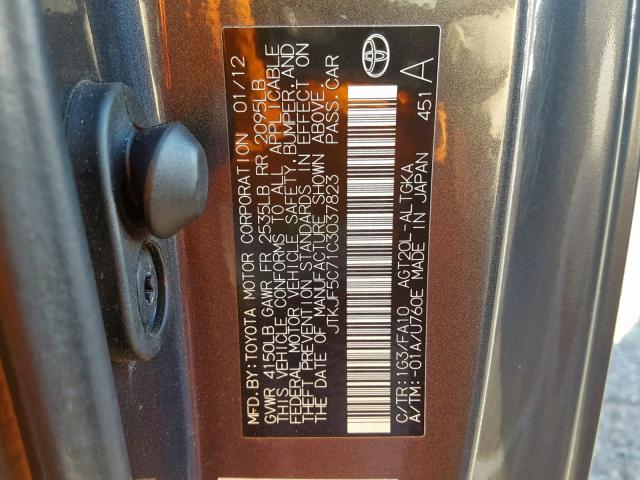 MFD. BY: TOYOTA MOTOR CORPORATION 01/12
GVWR 4150LB GAWR FR 2535LB RR 2095LB
THIS VEHICLE CONFORMS TO ALL APPLICABLE
FEDERAL MOTOR VEHICLE SAFETY, BUMPER, AND
THEFT PREVENTION STANDARDS IN EFFECT ON
THE DATE OF MANUFACTURE SHOWN ABOVE.
JTKJF5C71C3037823 PASS. CAR
C/TR: 1G3/FA10 AGT20L-ALTGKA 451 A
A/TM: -01A/U760E MADE IN JAPAN